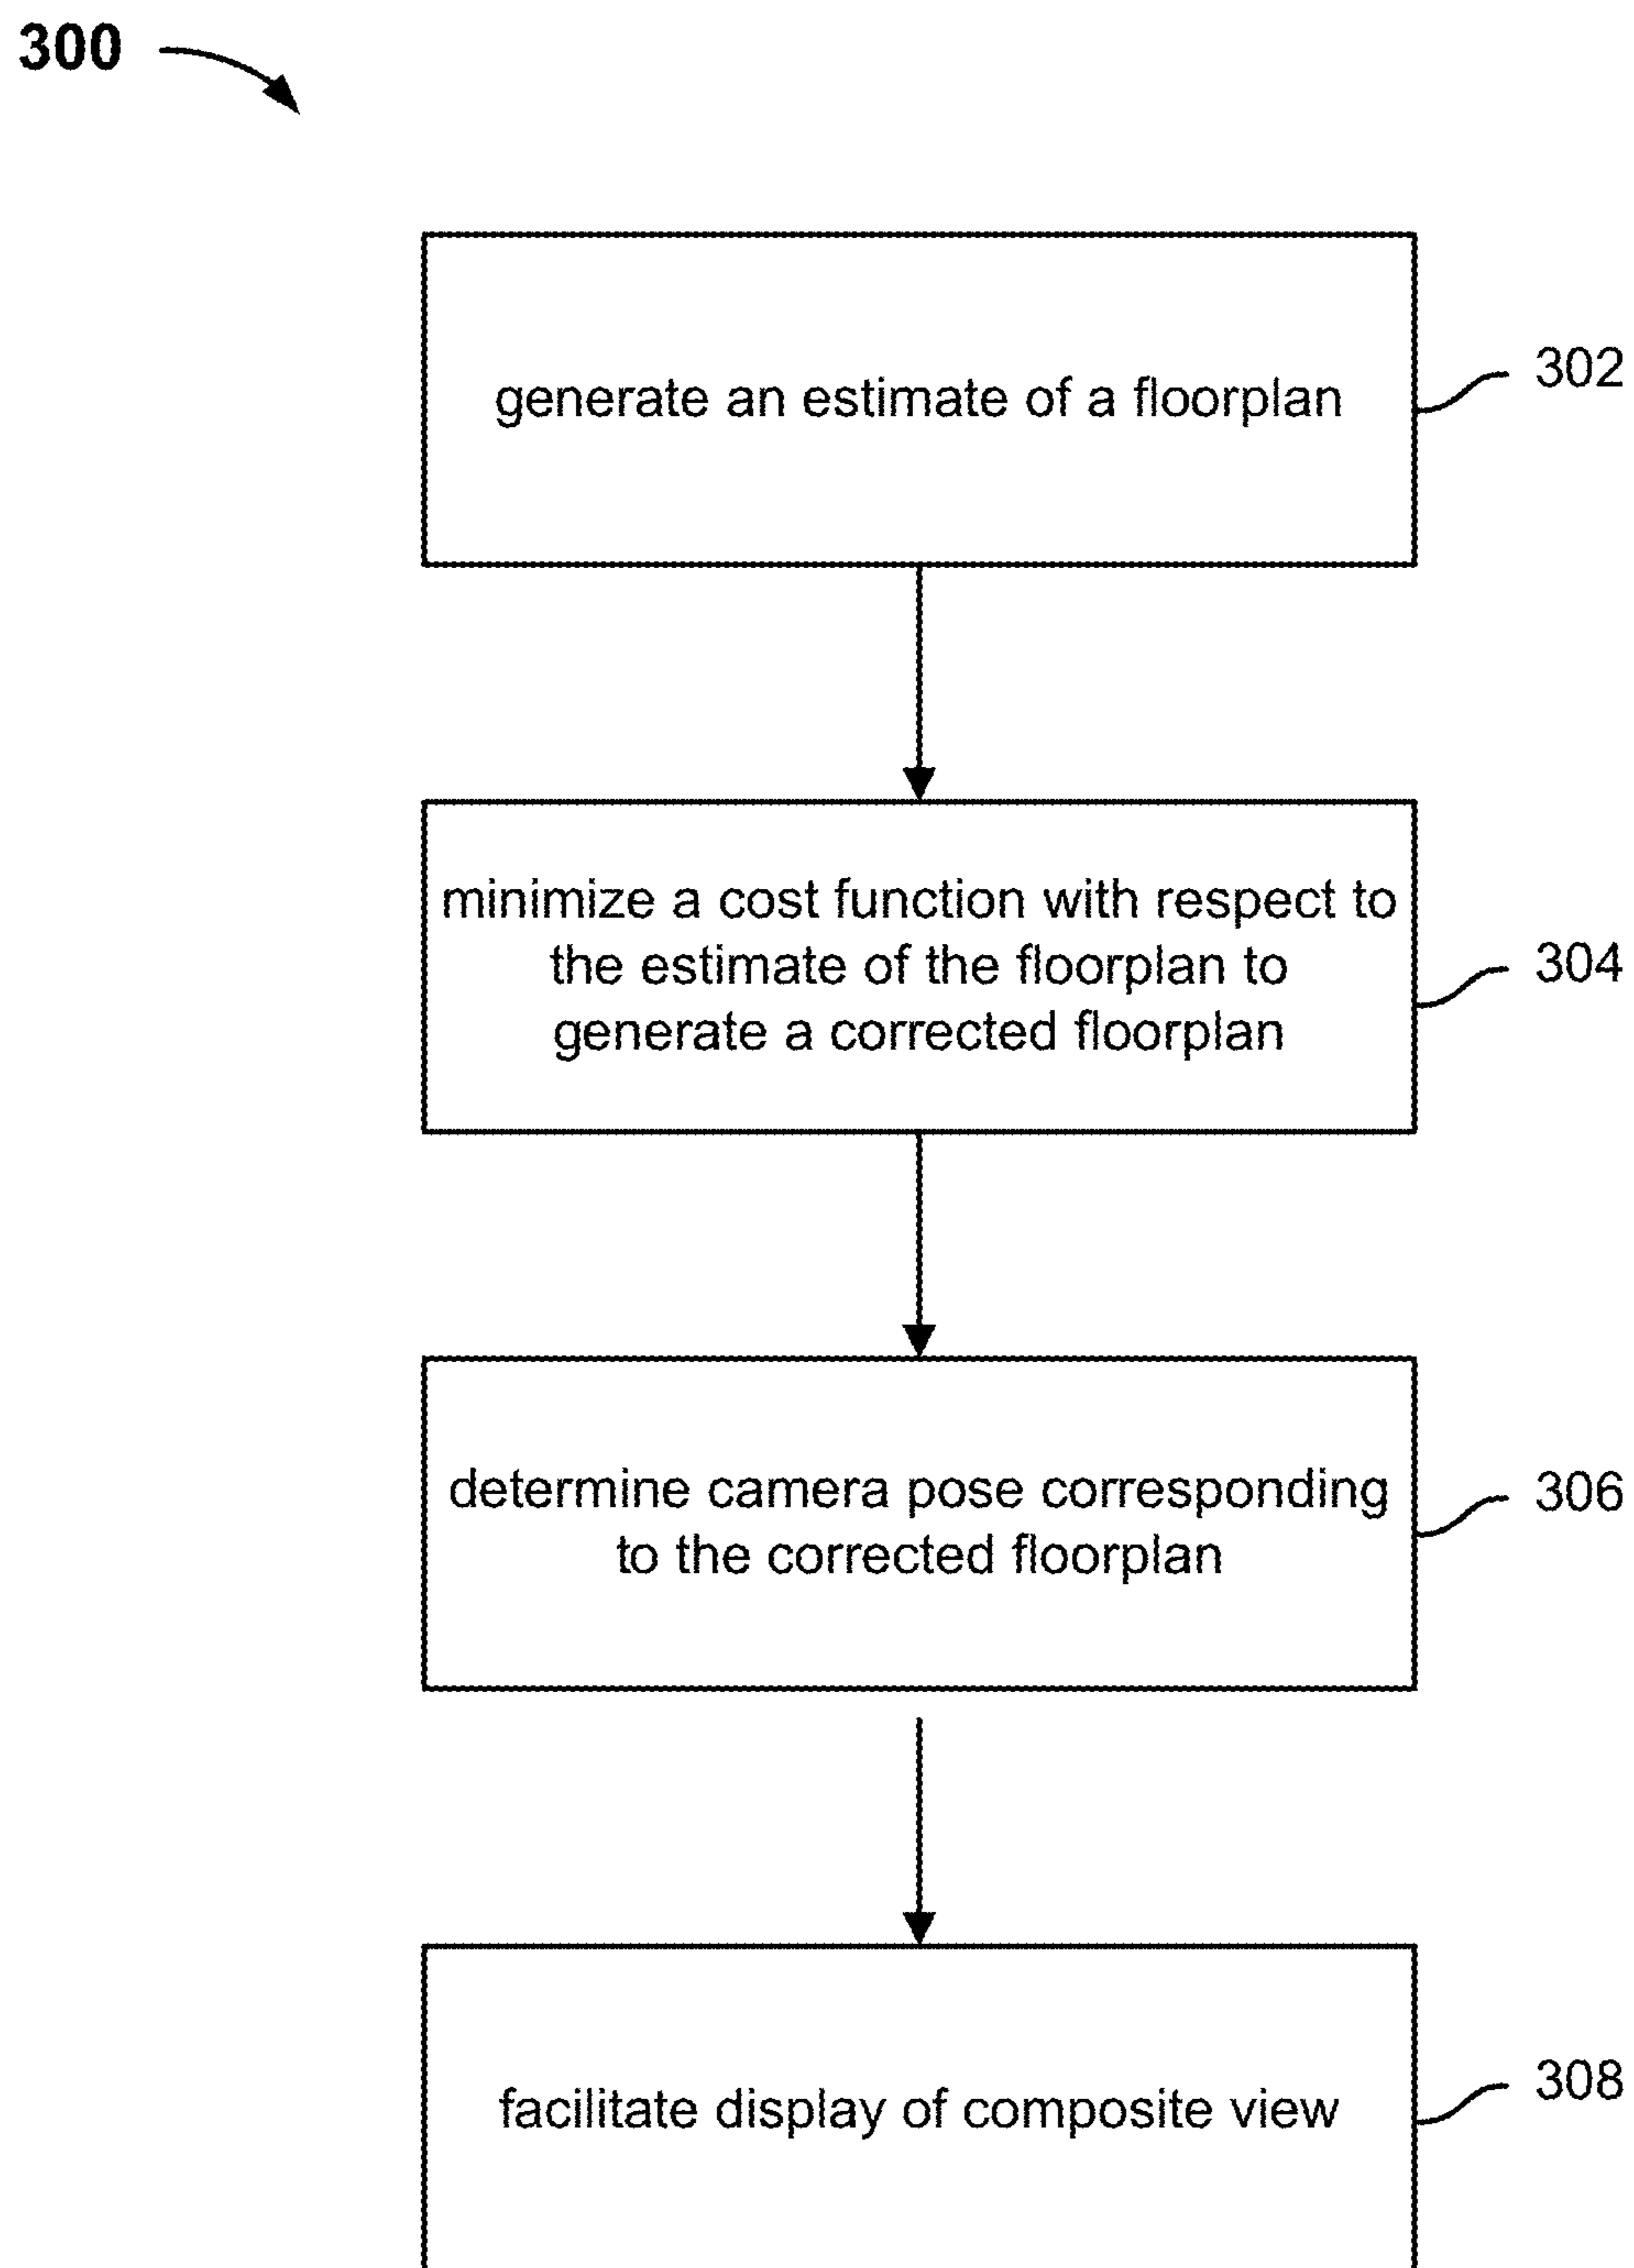 300
generate an estimate of a floorplan
302
minimize a cost function with respect to
the estimate of the floorplan to
generate a corrected floorplan
304
determine camera pose corresponding
to the corrected floorplan
306
facilitate display of composite view
308